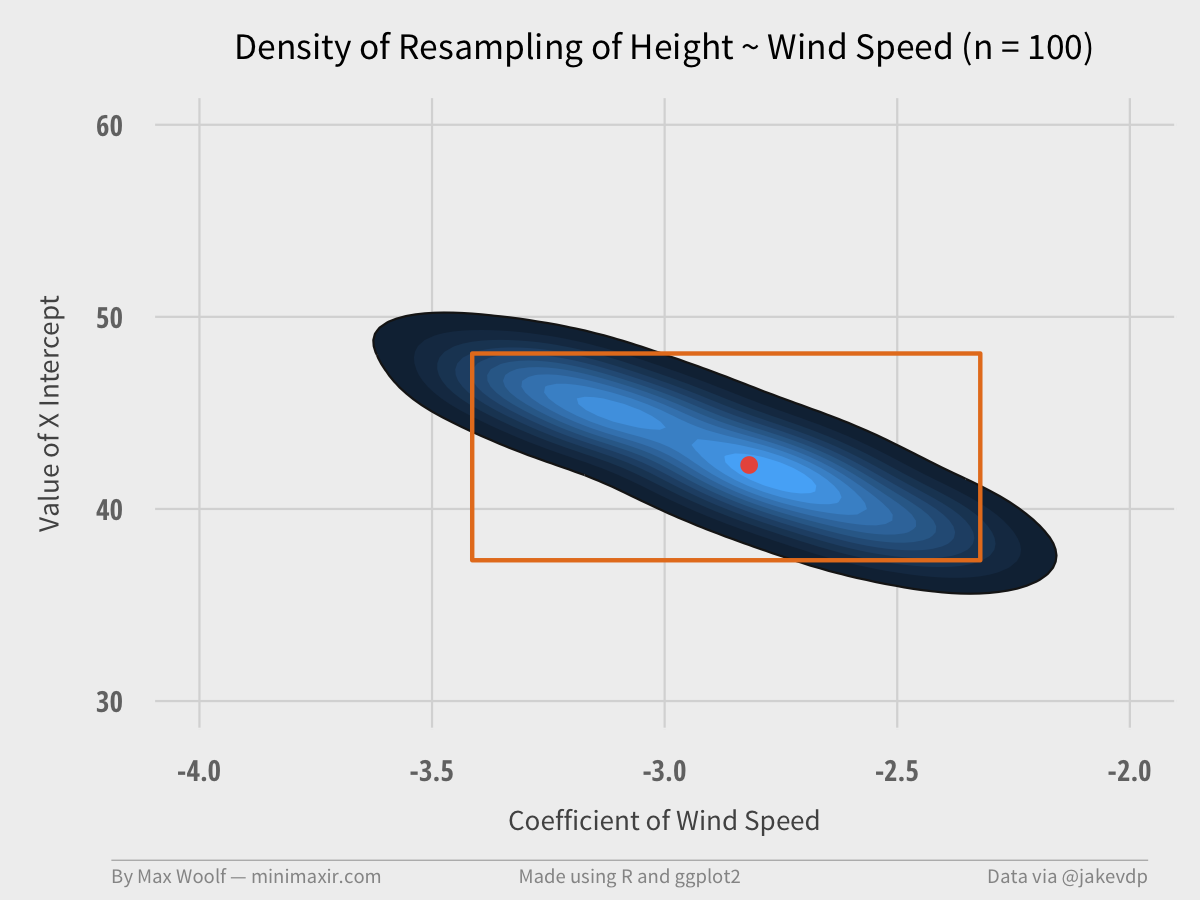 Density of Resampling of Height ~ Wind Speed (n = 100)
60
50
40
30
Value of X Intercept
-4.0 -3.5 -3.0 -2.5 -2.0
Coefficient of Wind Speed
By Max Woolf — minimaxir.com Made using R and ggplot2 Data via @jakevdp